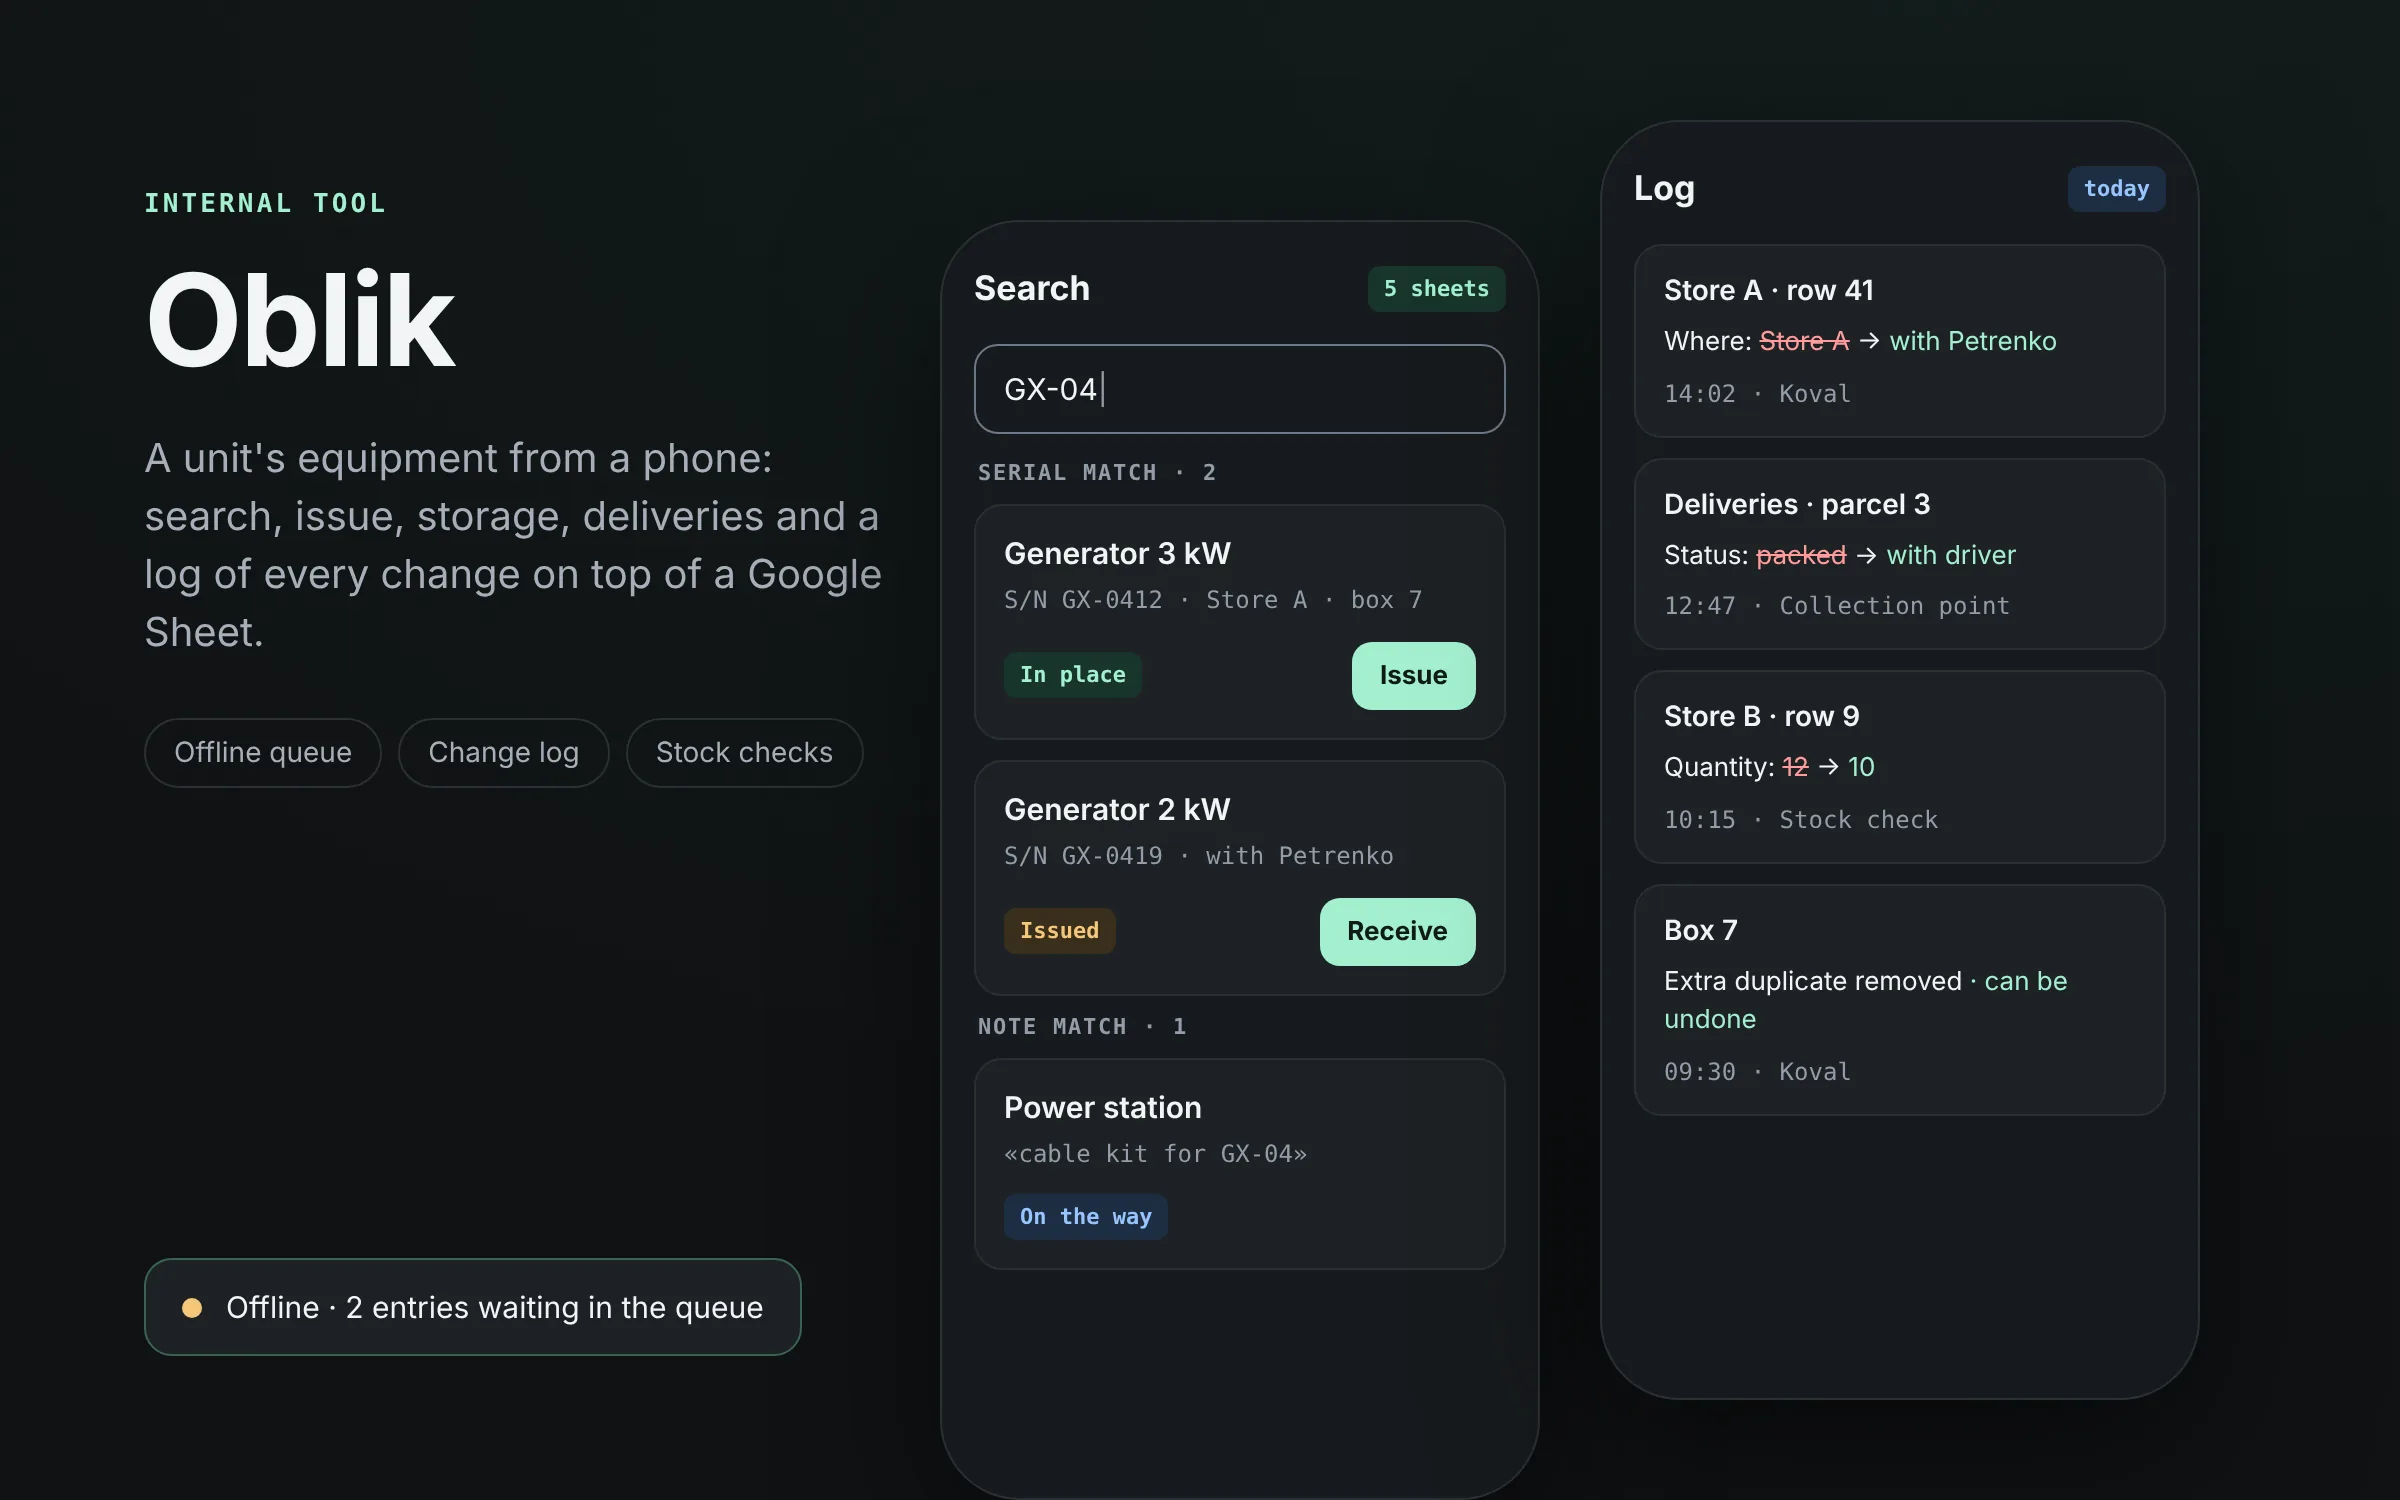 INTERNAL TOOL
Oblik
A unit's equipment from a phone:
search, issue, storage, deliveries and a
log of every change on top of a Google
Sheet.
Offline queue
Change log
Stock checks
Offline · 2 entries waiting in the queue
Search
5 sheets
GX-04
SERIAL MATCH · 2
Generator 3 kW
S/N GX-0412 · Store A · box 7
In place
Issue
Generator 2 kW
S/N GX-0419 · with Petrenko
Issued
Receive
NOTE MATCH · 1
Power station
«cable kit for GX-04»
On the way
Log
today
Store A · row 41
Where: Store A → with Petrenko
14:02 · Koval
Deliveries · parcel 3
Status: packed → with driver
12:47 · Collection point
Store B · row 9
Quantity: 12 → 10
10:15 · Stock check
Box 7
Extra duplicate removed · can be
undone
09:30 · Koval